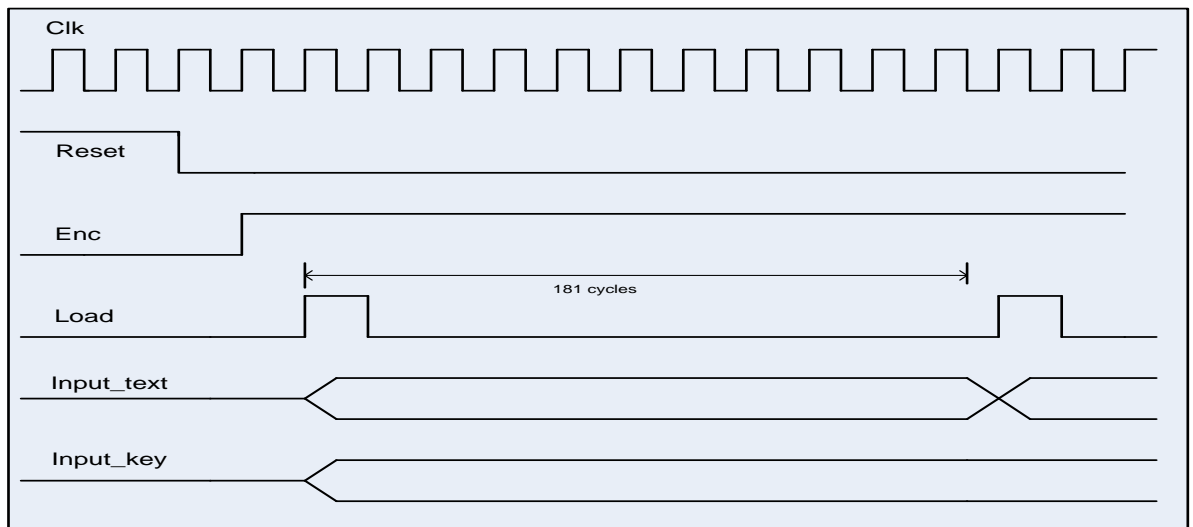 Clk
Reset
Enc
181 cycles
Load
Input_text
Input_key